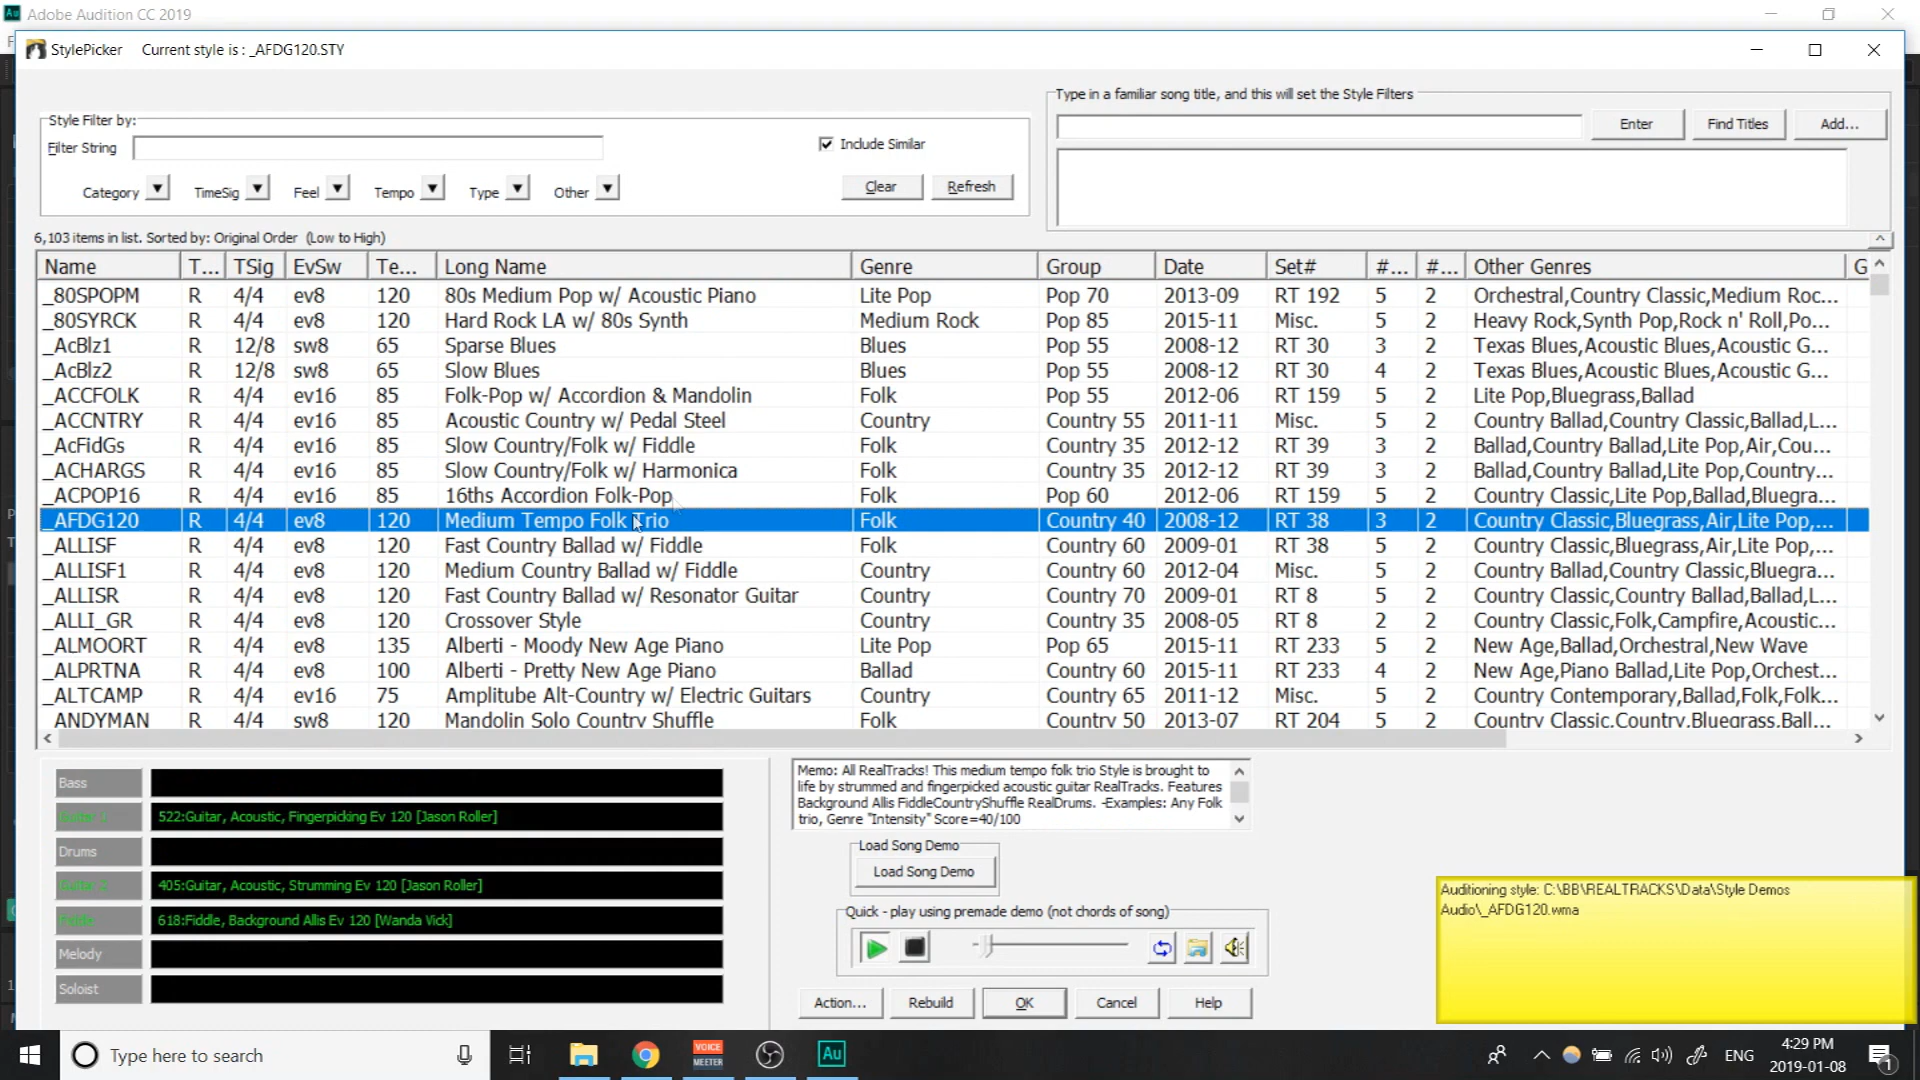 Adobe Audition CC 2019
StylePicker Current style is : _AFDG120.STY
Style Filter by:
Filter String
Include Similar
Category TimeSig Feel Tempo Type Other
Clear Refresh
Type in a familiar song title, and this will set the Style Filters
Enter Find Titles Add...
6,103 items in list. Sorted by: Original Order (Low to High)
Name T... TSig EvSw Te... Long Name Genre Group Date Set# #... #... Other Genres G
_80SPOPM R 4/4 ev8 120 80s Medium Pop w/ Acoustic Piano Lite Pop Pop 70 2013-09 RT 192 5 2 Orchestral,Country Classic,Medium Roc...
_80SYRCK R 4/4 ev8 120 Hard Rock LA w/ 80s Synth Medium Rock Pop 85 2015-11 Misc. 5 2 Heavy Rock,Synth Pop,Rock n' Roll,Po...
_AcBlz1 R 12/8 sw8 65 Sparse Blues Blues Pop 55 2008-12 RT 30 3 2 Texas Blues,Acoustic Blues,Acoustic G...
_AcBlz2 R 12/8 sw8 65 Slow Blues Blues Pop 55 2008-12 RT 30 4 2 Texas Blues,Acoustic Blues,Acoustic G...
_ACCFOLK R 4/4 ev16 85 Folk-Pop w/ Accordion & Mandolin Folk Pop 55 2012-06 RT 159 5 2 Lite Pop,Bluegrass,Ballad
_ACCNTRY R 4/4 ev16 85 Acoustic Country w/ Pedal Steel Country Country 55 2011-11 Misc. 5 2 Country Ballad,Country Classic,Ballad,L...
_AcFidGs R 4/4 ev16 85 Slow Country/Folk w/ Fiddle Folk Country 35 2012-12 RT 39 3 2 Ballad,Country Ballad,Lite Pop,Air,Cou...
_ACHARGS R 4/4 ev16 85 Slow Country/Folk w/ Harmonica Folk Country 35 2012-12 RT 39 3 2 Ballad,Country Ballad,Lite Pop,Country...
_ACPOP16 R 4/4 ev16 85 16ths Accordion Folk-Pop Folk Pop 60 2012-06 RT 159 5 2 Country Classic,Lite Pop,Ballad,Bluegra...
_AFDG120 R 4/4 ev8 120 Medium Tempo Folk Trio Folk Country 40 2008-12 RT 38 3 2 Country Classic,Bluegrass,Air,Lite Pop,...
_ALLISF R 4/4 ev8 120 Fast Country Ballad w/ Fiddle Folk Country 60 2009-01 RT 38 5 2 Country Classic,Bluegrass,Air,Lite Pop,...
_ALLISF1 R 4/4 ev8 120 Medium Country Ballad w/ Fiddle Country Country 60 2012-04 Misc. 5 2 Country Ballad,Country Classic,Bluegra...
_ALLISR R 4/4 ev8 120 Fast Country Ballad w/ Resonator Guitar Country Country 70 2009-01 RT 8 5 2 Country Classic,Country Ballad,Ballad,L...
_ALLI_GR R 4/4 ev8 120 Crossover Style Country Country 35 2008-05 RT 8 2 2 Country Classic,Folk,Campfire,Acoustic...
_ALMOORT R 4/4 ev8 135 Alberti - Moody New Age Piano Lite Pop Pop 65 2015-11 RT 233 5 2 New Age,Ballad,Orchestral,New Wave
_ALPRTNA R 4/4 ev8 100 Alberti - Pretty New Age Piano Ballad Country 60 2015-11 RT 233 4 2 New Age,Piano Ballad,Lite Pop,Orchest...
_ALTCAMP R 4/4 ev16 75 Amplitube Alt-Country w/ Electric Guitars Country Country 65 2011-12 Misc. 5 2 Country Contemporary,Ballad,Folk,Folk...
_ANDYMAN R 4/4 sw8 120 Mandolin Solo Country Shuffle Folk Country 50 2013-07 RT 204 5 2 Country Classic,Country,Bluegrass,Ball...
Bass
Guitar 1 522:Guitar, Acoustic, Fingerpicking Ev 120 [Jason Roller]
Drums
Guitar 2 405:Guitar, Acoustic, Strumming Ev 120 [Jason Roller]
618:Fiddle, Background Allis Ev 120 [Wanda Vick]
Melody
Soloist
Memo: All RealTracks! This medium tempo folk trio Style is brought to
life by strummed and fingerpicked acoustic guitar RealTracks. Features
Background Allis FiddleCountryShuffle RealDrums. -Examples: Any Folk
trio, Genre "Intensity" Score=40/100
Load Song Demo
Load Song Demo
Quick - play using premade demo (not chords of song)
Action... Rebuild OK Cancel Help
Auditioning style: C:\BB\REALTRACKS\Data\Style Demos
Audio\_AFDG120.wma
Type here to search
VOICE
MEETER
Au
ENG
4:29 PM
2019-01-08
1